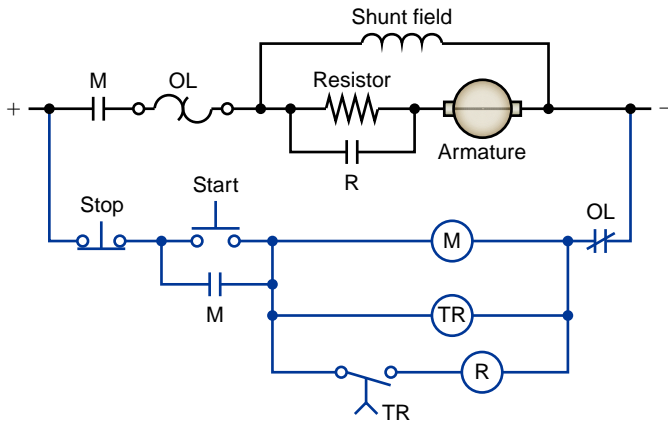 Shunt field
M
OL
Resistor
+
−
Armature
R
Start
Stop
OL
M
M
TR
R
TR